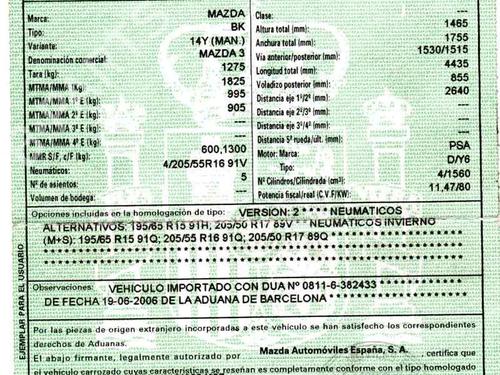 Marca: MAZDA Clase: ---
Tipo: BK Altura total (mm): 1465
Variante: 14Y (MAN.) Anchura total (mm): 1755
Denominación comercial: MAZDA 3 Vía anterior/posterior (mm): 1530/1515
Tara (kg): 1275 Longitud total (mm): 4435
MTMA/MMA 1Kg): 1825 Voladizo posterior (mm): 855
MTMA/MMA 1º E (kg): 995 Distancia eje 1º/2º (mm): 2640
MTMA/MMA 2º E (kg): 905 Distancia eje 2º/3º (mm): ---
MTMA/MMA 3º E (kg): --- Distancia eje 3º/4º (mm): ---
MTMA/MMA 4º E (kg): --- Distancia 5ª rueda/últ. (mm): ---
MMR S/F, c/F (kg): 600,1300 Motor: Marca: PSA
Neumáticos: 4/205/55R16 91V Tipo: D/Y6
Nº de asientos: 5 Nº Cilindros/Cilindrada (cm³): 4/1560
Volumen de bodega: --- Potencia fiscal/real (C.V.F/KW): 11,47/80
Opciones incluidas en la homologación de tipo: VERSION: 2 * * * * NEUMATICOS
ALTERNATIVOS: 195/65 R15 91H; 205/50 R17 89V * * NEUMATICOS INVIERNO
(M+S): 195/65 R15 91Q; 205/55 R16 91Q; 205/50 R17 89Q * * * * * * * * * * * *
Observaciones: VEHICULO IMPORTADO CON DUA Nº 0811-6-382433 * * * * * * *
DE FECHA 19-06-2006 DE LA ADUANA DE BARCELONA * * * * * * * * * * * *
Por las piezas de origen extranjero incorporadas a este vehículo se han satisfecho los correspondientes
derechos de Aduanas.
El abajo firmante, legalmente autorizado por Mazda Automóviles España, S. A. , certifica que
el vehículo carrozado cuyas características se reseñan es completamente conforme con el tipo homologado
EJEMPLAR PARA EL USUARIO